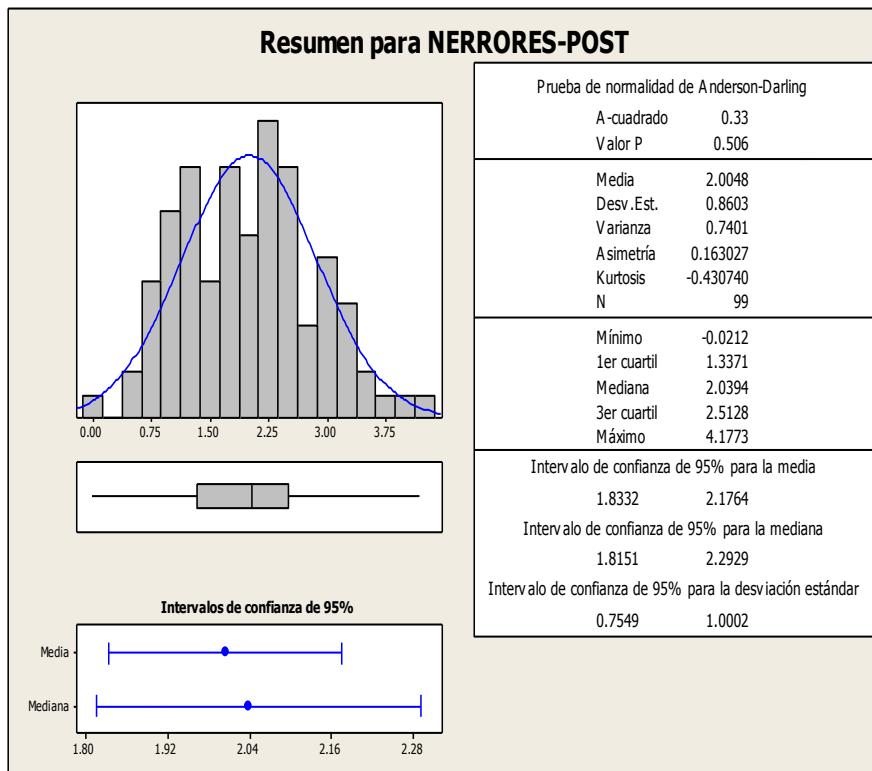 Resumen para NERRORES-POST
Prueba de normalidad de Anderson-Darling
A-cuadrado 0.33
Valor P 0.506
Media 2.0048
Desv.Est. 0.8603
Varianza 0.7401
Asimetría 0.163027
Kurtosis -0.430740
N 99
Mínimo -0.0212
1er cuartil 1.3371
Mediana 2.0394
3er cuartil 2.5128
Máximo 4.1773
Intervalo de confianza de 95% para la media
1.8332 2.1764
Intervalo de confianza de 95% para la mediana
1.8151 2.2929
Intervalo de confianza de 95% para la desviación estándar
0.7549 1.0002
0.00 0.75 1.50 2.25 3.00 3.75
Intervalos de confianza de 95%
Media
Mediana
1.80 1.92 2.04 2.16 2.28